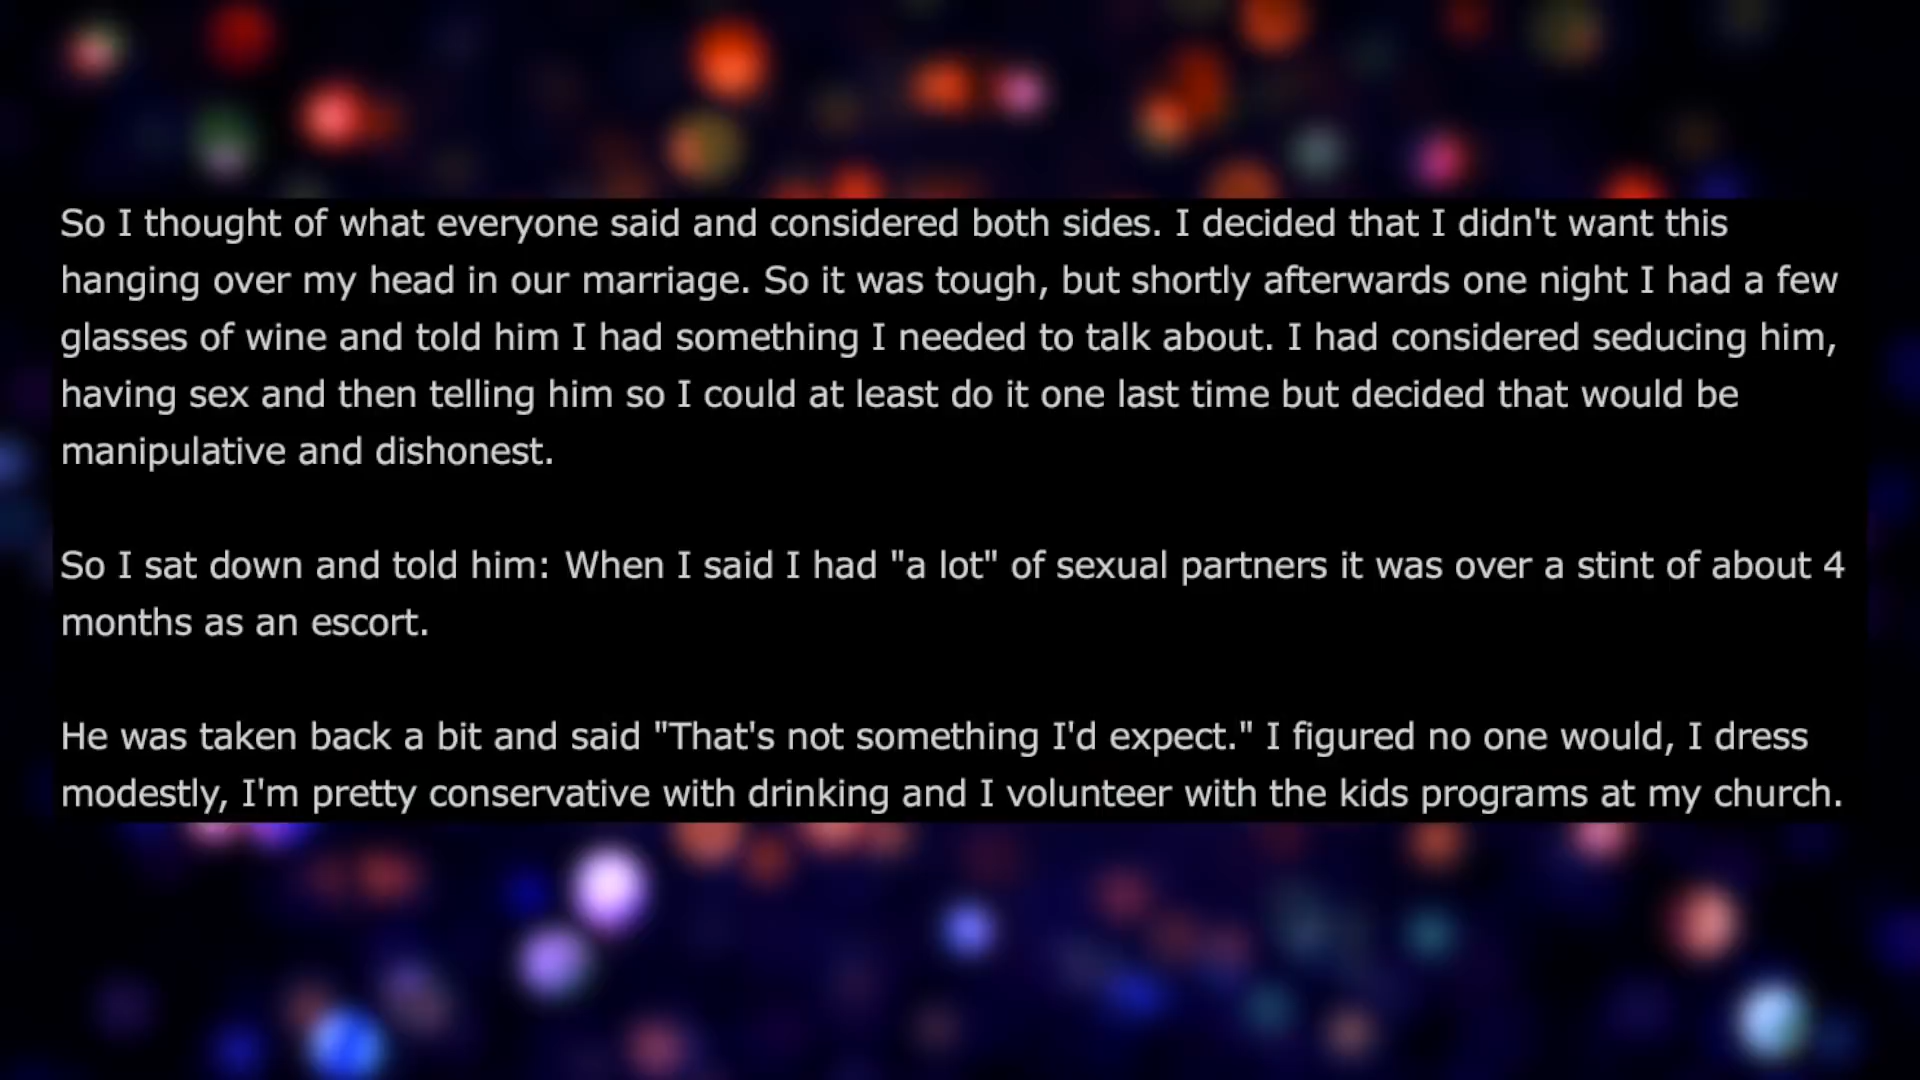 So I thought of what everyone said and considered both sides. I decided that I didn't want this
hanging over my head in our marriage. So it was tough, but shortly afterwards one night I had a few
glasses of wine and told him I had something I needed to talk about. I had considered seducing him,
having sex and then telling him so I could at least do it one last time but decided that would be
manipulative and dishonest.
So I sat down and told him: When I said I had "a lot" of sexual partners it was over a stint of about 4
months as an escort.
He was taken back a bit and said "That's not something I'd expect." I figured no one would, I dress
modestly, I'm pretty conservative with drinking and I volunteer with the kids programs at my church.